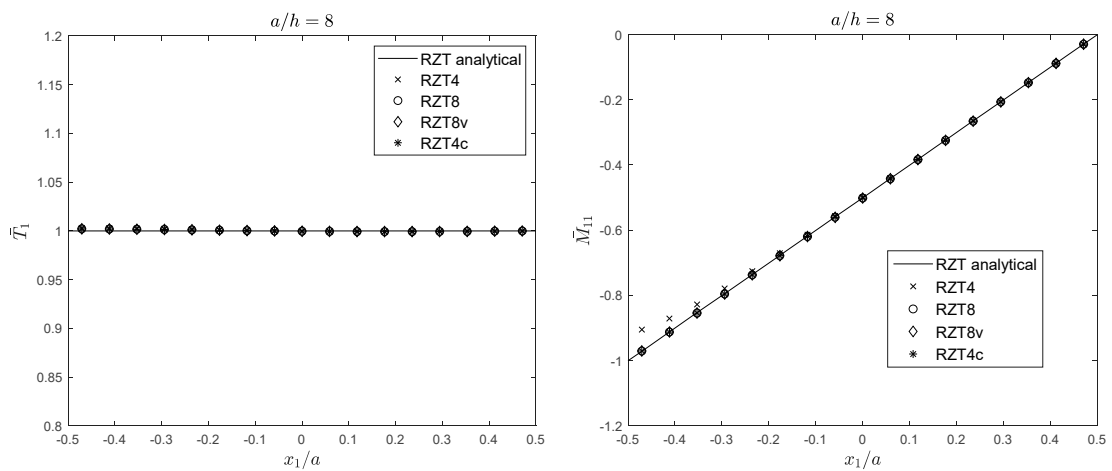 a/h = 8
1.2
1.15
1.1
1.05
1
0.95
0.9
0.85
0.8
T̄₁
RZT analytical
RZT4
RZT8
RZT8v
RZT4c
-0.5 -0.4 -0.3 -0.2 -0.1 0 0.1 0.2 0.3 0.4 0.5
x₁/a
a/h = 8
0
-0.2
-0.4
-0.6
-0.8
-1
-1.2
M̄₁₁
RZT analytical
RZT4
RZT8
RZT8v
RZT4c
-0.5 -0.4 -0.3 -0.2 -0.1 0 0.1 0.2 0.3 0.4 0.5
x₁/a